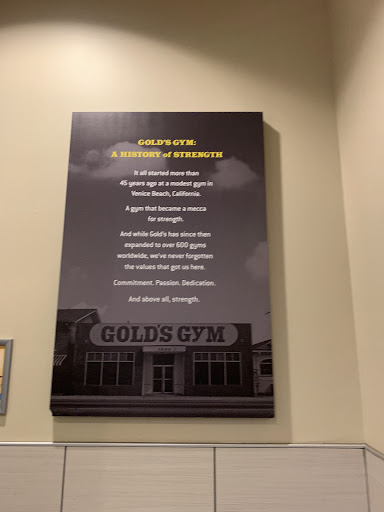 GOLD'S GYM:
A HISTORY of STRENGTH
It all started more than
45 years ago at a modest gym in
Venice Beach, California.
A gym that became a mecca
for strength.
And while Gold's has since then
expanded to over 600 gyms
worldwide, we've never forgotten
the values that got us here.
Commitment. Passion. Dedication.
And above all, strength.
GOLD'S GYM